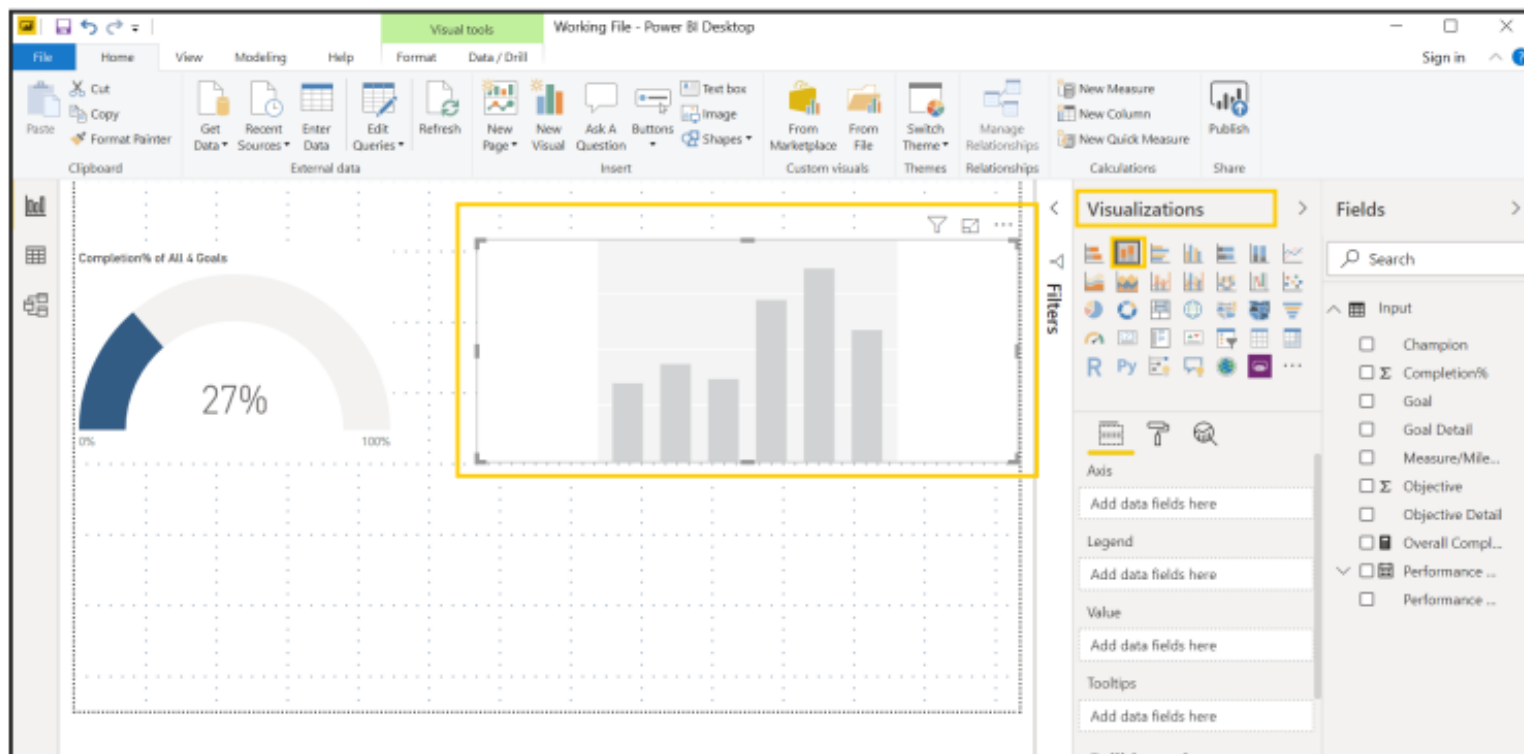 Visual tools
Working File - Power BI Desktop
File
Home
View
Modeling
Help
Format
Data / Drill
Sign in
?
Paste
Cut
Copy
Format Painter
Clipboard
Get Data
Recent Sources
Enter Data
Edit Queries
Refresh
External data
New Page
New Visual
Ask A Question
Buttons
Text box
Image
Shapes
Insert
From Marketplace
From File
Custom visuals
Switch Theme
Themes
Manage Relationships
Relationships
New Measure
New Column
New Quick Measure
Calculations
Publish
Share
Completion% of All 4 Goals
27%
0%
100%
Filters
Visualizations
R
Py
Axis
Add data fields here
Legend
Add data fields here
Value
Add data fields here
Tooltips
Add data fields here
Fields
Search
Input
Champion
Σ Completion%
Goal
Goal Detail
Measure/Mile...
Σ Objective
Objective Detail
Overall Compl...
Performance ...
Performance ...